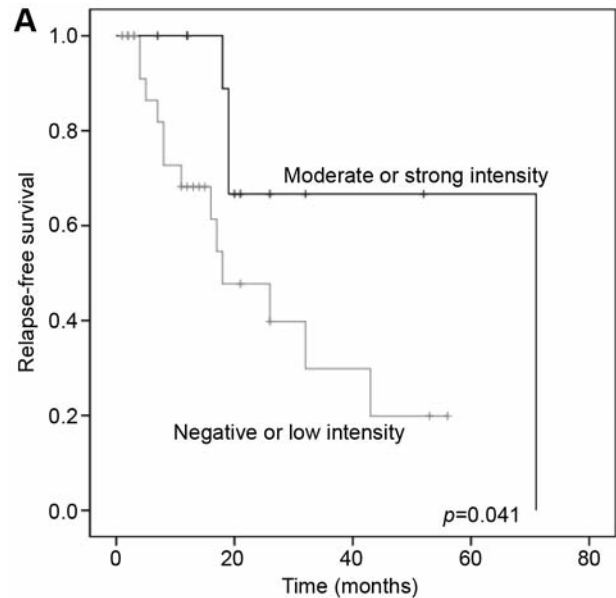 A
1.0
0.8
0.6
0.4
0.2
0.0
Relapse-free survival
Moderate or strong intensity
Negative or low intensity
p=0.041
0 20 40 60 80
Time (months)